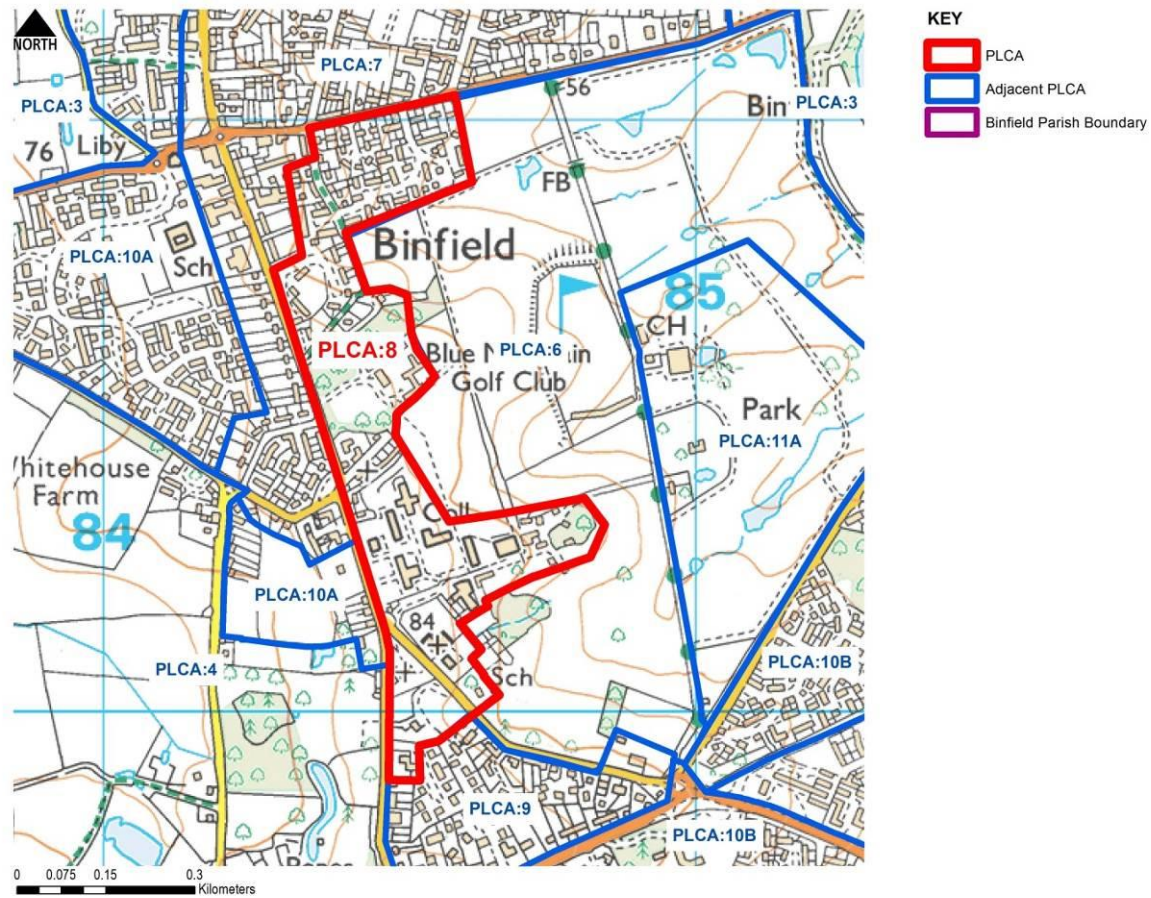 NORTH
PLCA:7
PLCA:3
56
Bin
PLCA:3
76
Liby
FB
PLCA:10A
Sch
Binfield
85
CH
PLCA:8
Blue M
PLCA:6
in
Golf Club
Park
PLCA:11A
hitehouse
Farm
84
Coll
PLCA:10A
84
PLCA:4
Sch
PLCA:10B
PLCA:9
PLCA:10B
0 0.075 0.15 0.3
Kilometers
KEY
PLCA
Adjacent PLCA
Binfield Parish Boundary